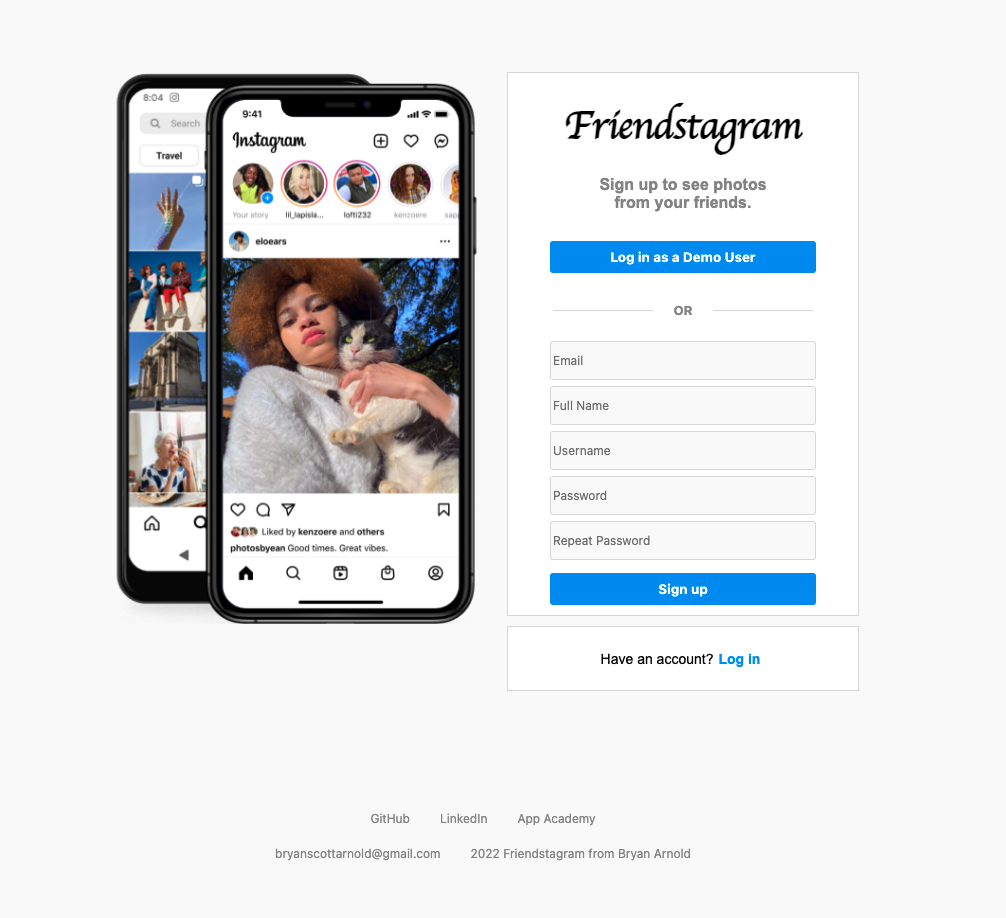 8:04
Search
Travel
9:41
Instagram
Your story
lil_lapisla...
lofti232
kenzoere
eloears
Liked by kenzoere and others
photosbyean Good times. Great vibes.
Friendstagram
Sign up to see photos
from your friends.
Log in as a Demo User
OR
Email
Full Name
Username
Password
Repeat Password
Sign up
Have an account? Log in
GitHub LinkedIn App Academy
bryanscottarnold@gmail.com 2022 Friendstagram from Bryan Arnold